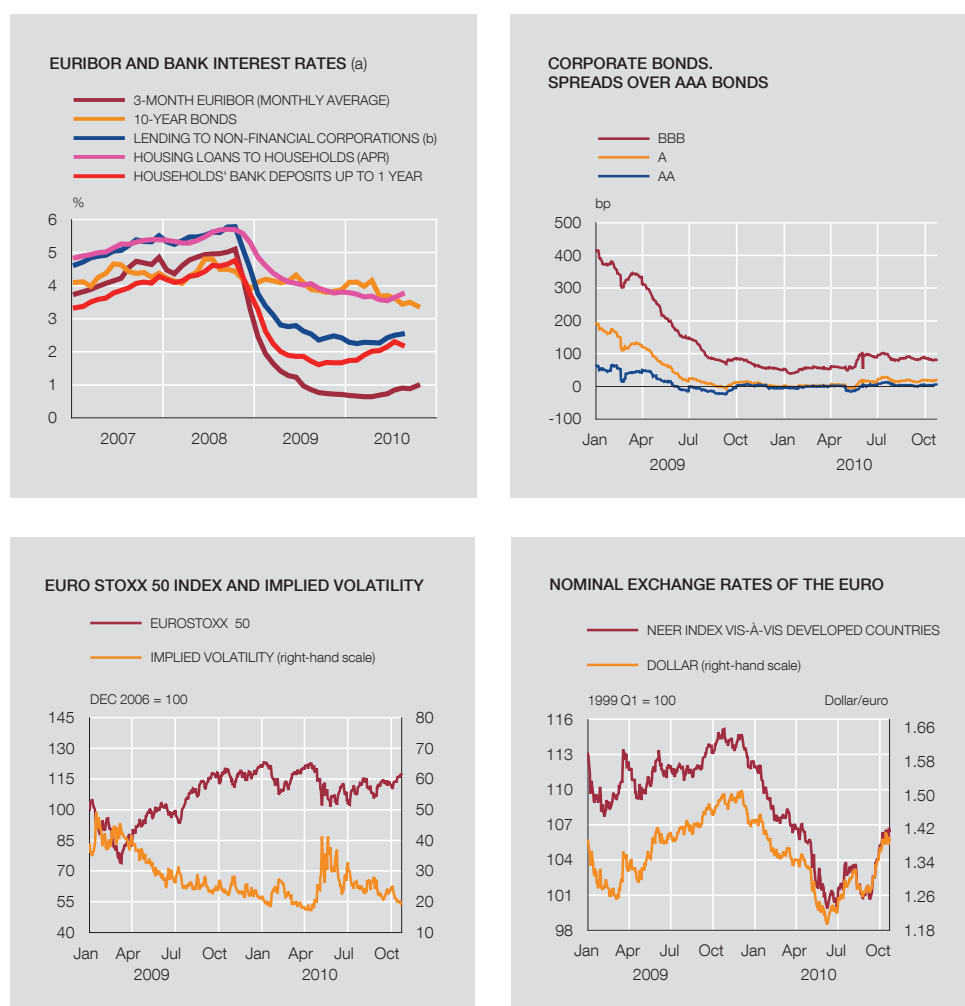 EURIBOR AND BANK INTEREST RATES (a)
3-MONTH EURIBOR (MONTHLY AVERAGE)
10-YEAR BONDS
LENDING TO NON-FINANCIAL CORPORATIONS (b)
HOUSING LOANS TO HOUSEHOLDS (APR)
HOUSEHOLDS' BANK DEPOSITS UP TO 1 YEAR
%
6
5
4
3
2
1
0
2007 2008 2009 2010
CORPORATE BONDS.
SPREADS OVER AAA BONDS
BBB
A
AA
bp
500
400
300
200
100
0
-100
Jan Apr Jul Oct Jan Apr Jul Oct
2009 2010
EURO STOXX 50 INDEX AND IMPLIED VOLATILITY
EUROSTOXX 50
IMPLIED VOLATILITY (right-hand scale)
DEC 2006 = 100
145 80
130 70
115 60
100 50
85 40
70 30
55 20
40 10
Jan Apr Jul Oct Jan Apr Jul Oct
2009 2010
NOMINAL EXCHANGE RATES OF THE EURO
NEER INDEX VIS-À-VIS DEVELOPED COUNTRIES
DOLLAR (right-hand scale)
1999 Q1 = 100 Dollar/euro
116 1.66
113 1.58
110 1.50
107 1.42
104 1.34
101 1.26
98 1.18
Jan Apr Jul Oct Jan Apr Jul Oct
2009 2010